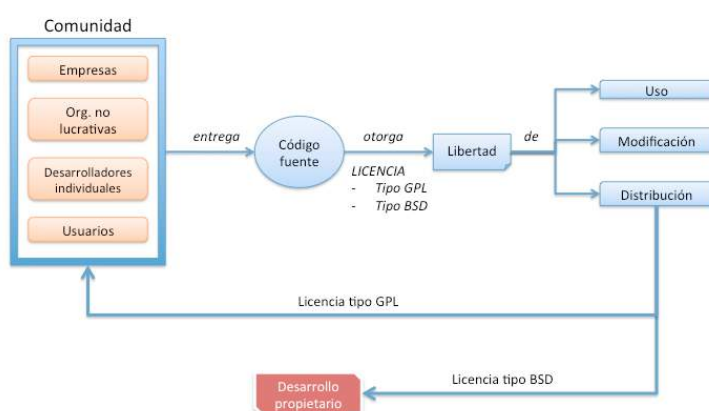 Comunidad
Empresas
Org. no
lucrativas
Desarrolladores
individuales
Usuarios
entrega
Código
fuente
otorga
LICENCIA
- Tipo GPL
- Tipo BSD
Libertad
de
Uso
Modificación
Distribución
Licencia tipo GPL
Licencia tipo BSD
Desarrollo
propietario